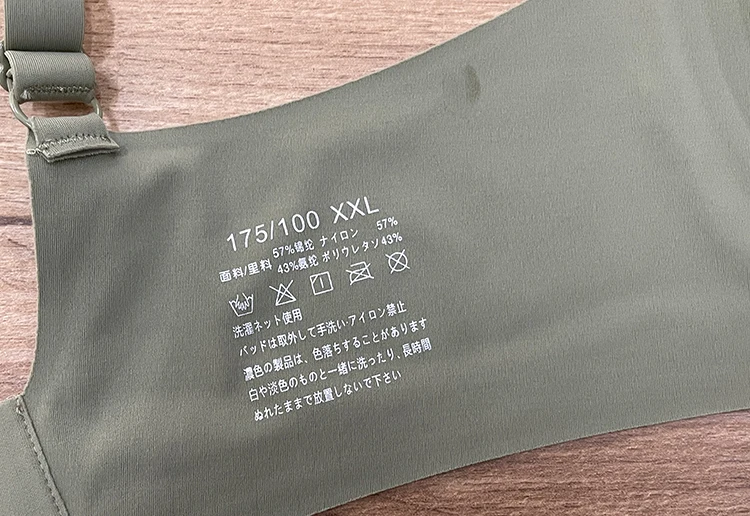 175/100 XXL
面料/里料 57%锦蛇 ナイロン 57%
43%氨蛇 ポリウレタソ43%
洗濯ネット使用
パッドは取外して手洗い·アイロン禁止
濃色の製品は、色落ちすることがあります
白や淡色のものと一緒に洗ったり、長時間
ぬれたままで放置しないで下さい